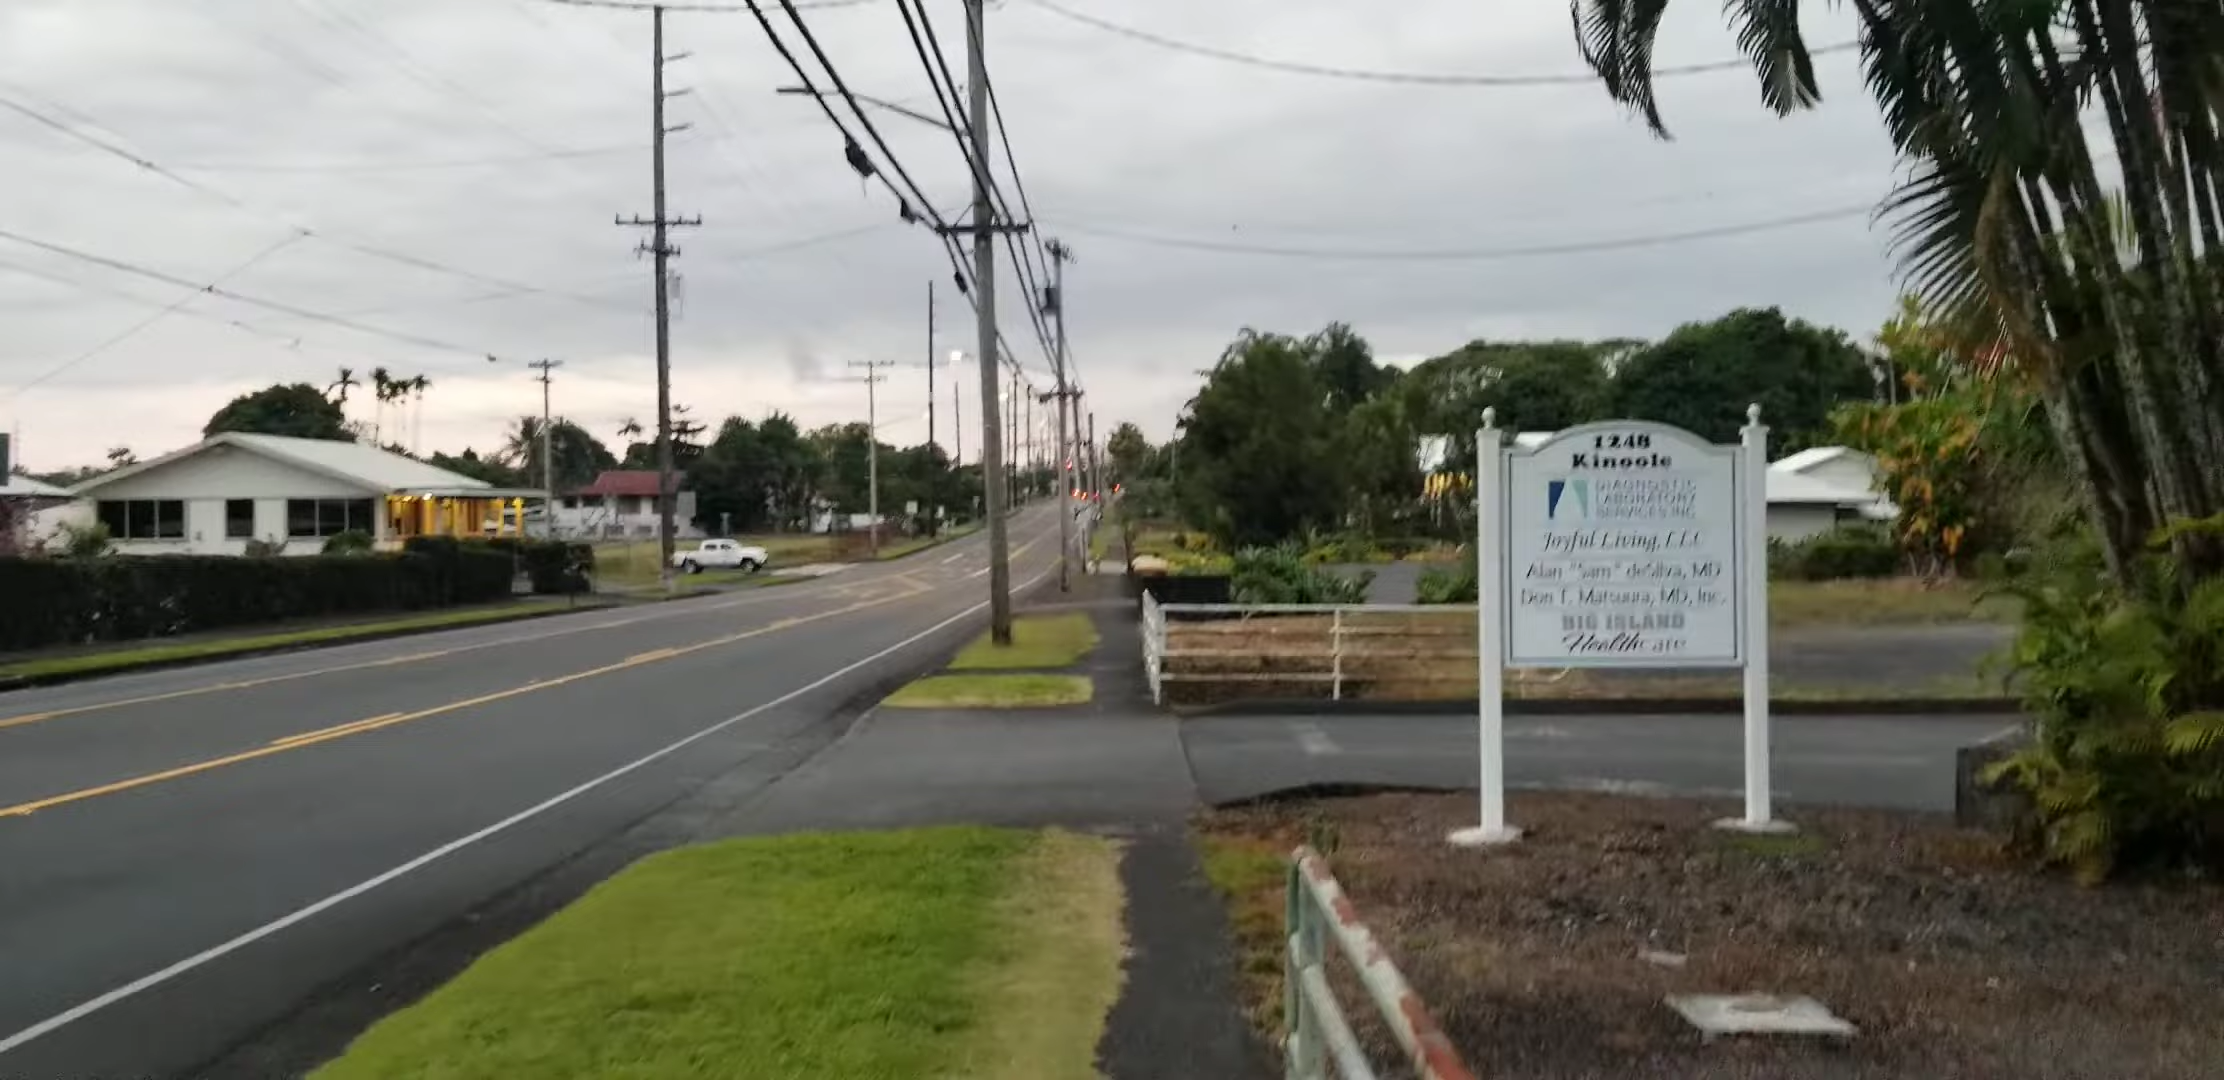 1248
Kinoole
DIAGNOSTIC
LABORATORY
SERVICES, INC.
Joyful Living, LLC
Alan "Sam" deSilva, MD
Don T. Matsuura, MD, Inc.
BIG ISLAND
Healthcare